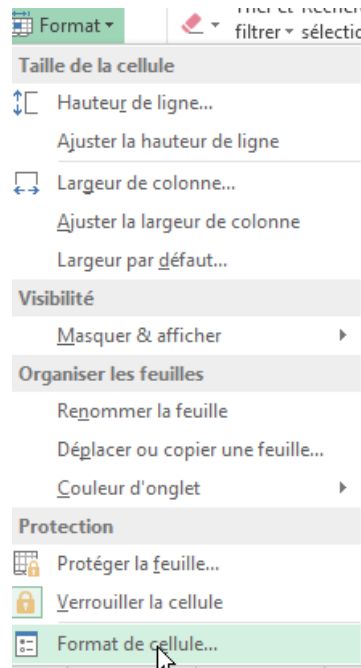 Format
filtrer sélectio
Taille de la cellule
Hauteur de ligne...
Ajuster la hauteur de ligne
Largeur de colonne...
Ajuster la largeur de colonne
Largeur par défaut...
Visibilité
Masquer & afficher
Organiser les feuilles
Renommer la feuille
Déplacer ou copier une feuille...
Couleur d'onglet
Protection
Protéger la feuille...
Verrouiller la cellule
Format de cellule...